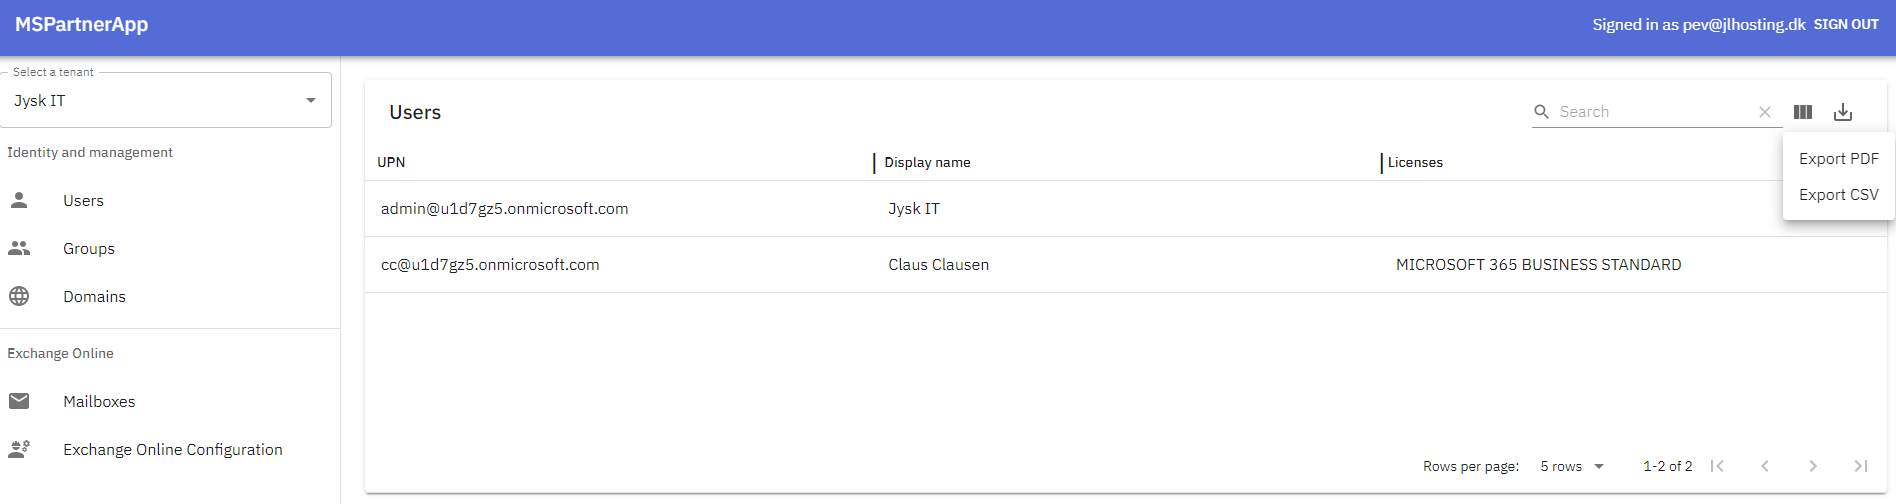 MSPartnerApp
Signed in as pev@jlhosting.dk SIGN OUT
Select a tenant
Jysk IT
Identity and management
Users
Groups
Domains
Exchange Online
Mailboxes
Exchange Online Configuration
Users
Search
Export PDF
Export CSV
UPN Display name Licenses
admin@u1d7gz5.onmicrosoft.com Jysk IT
cc@u1d7gz5.onmicrosoft.com Claus Clausen MICROSOFT 365 BUSINESS STANDARD
Rows per page: 5 rows 1-2 of 2